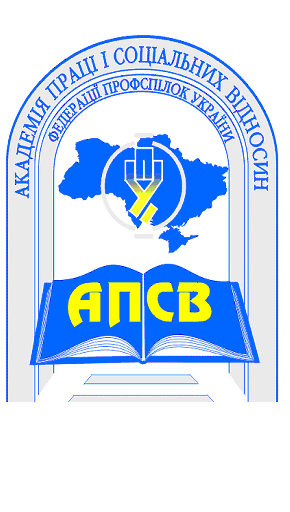 АКАДЕМІЯ ПРАЦІ І СОЦІАЛЬНИХ ВІДНОСИН
ФЕДЕРАЦІЇ ПРОФСПІЛОК УКРАЇНИ
АПСВ